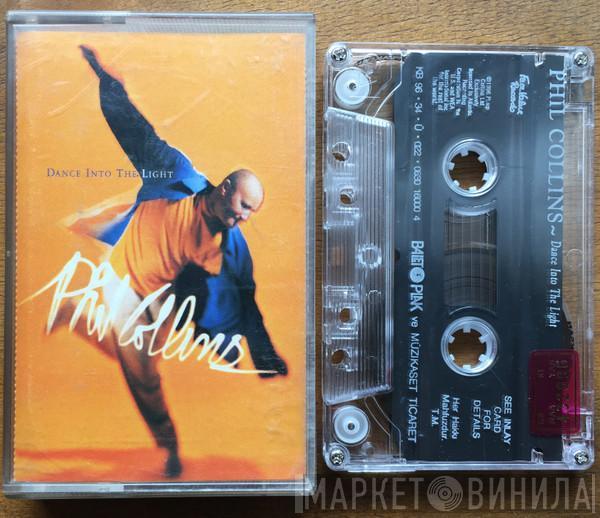 DANCE INTO THE LIGHT
Phil Collins
PHIL COLLINS ~ Dance Into The Light
Face Value
Records
KB 96 · 34 · Ü · 022 · 0630 16000 4
BALET PLAK ve MÜZİKASET TİCARET
SEE INLAY
CARD
FOR
DETAILS
Her Hakkı
Mahfuzdur.
T.M.
МАРКЕТ ВИНИЛА